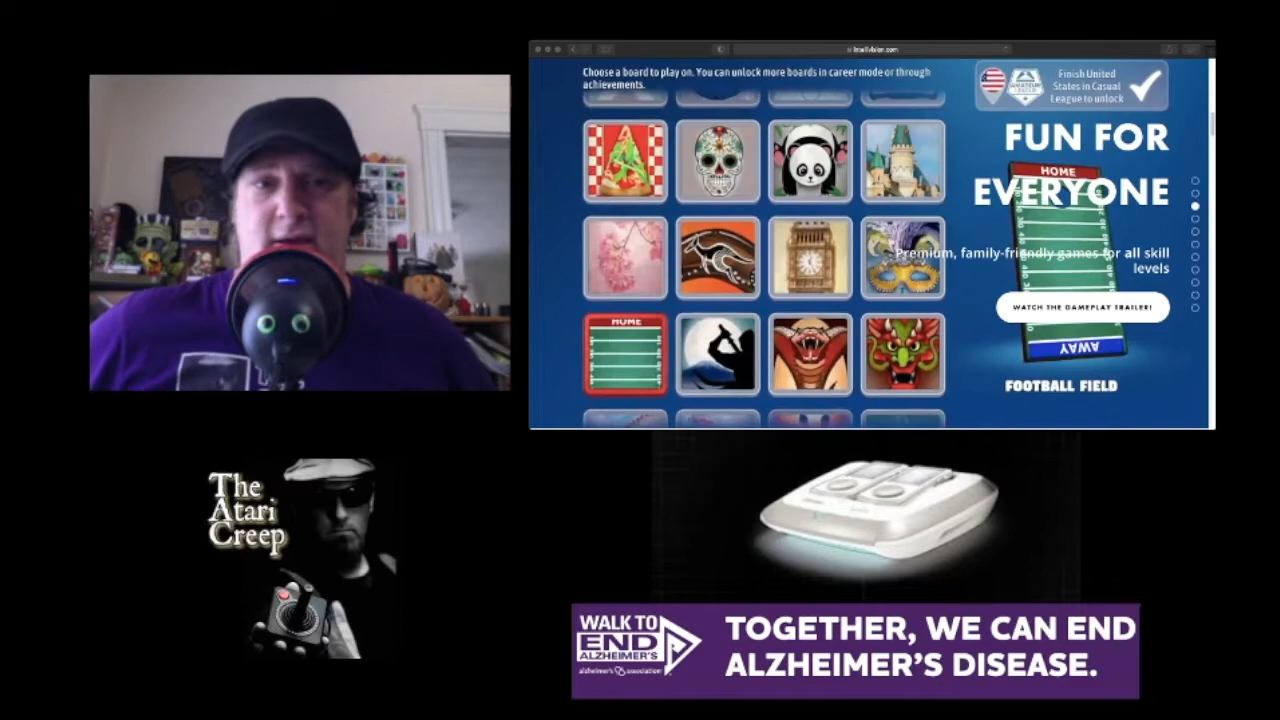 intellivision.com
Choose a board to play on. You can unlock more boards in career mode or through
achievements.
Finish United
States in Casual
League to unlock
AMATEUR
FUN FOR
EVERYONE
Premium, family-friendly games for all skill
levels
WATCH THE GAMEPLAY TRAILER!
HOME
AWAY
FOOTBALL FIELD
HOME
The
Atari
Creep
WALK TO
END
ALZHEIMER'S
alzheimer's association
TOGETHER, WE CAN END
ALZHEIMER'S DISEASE.